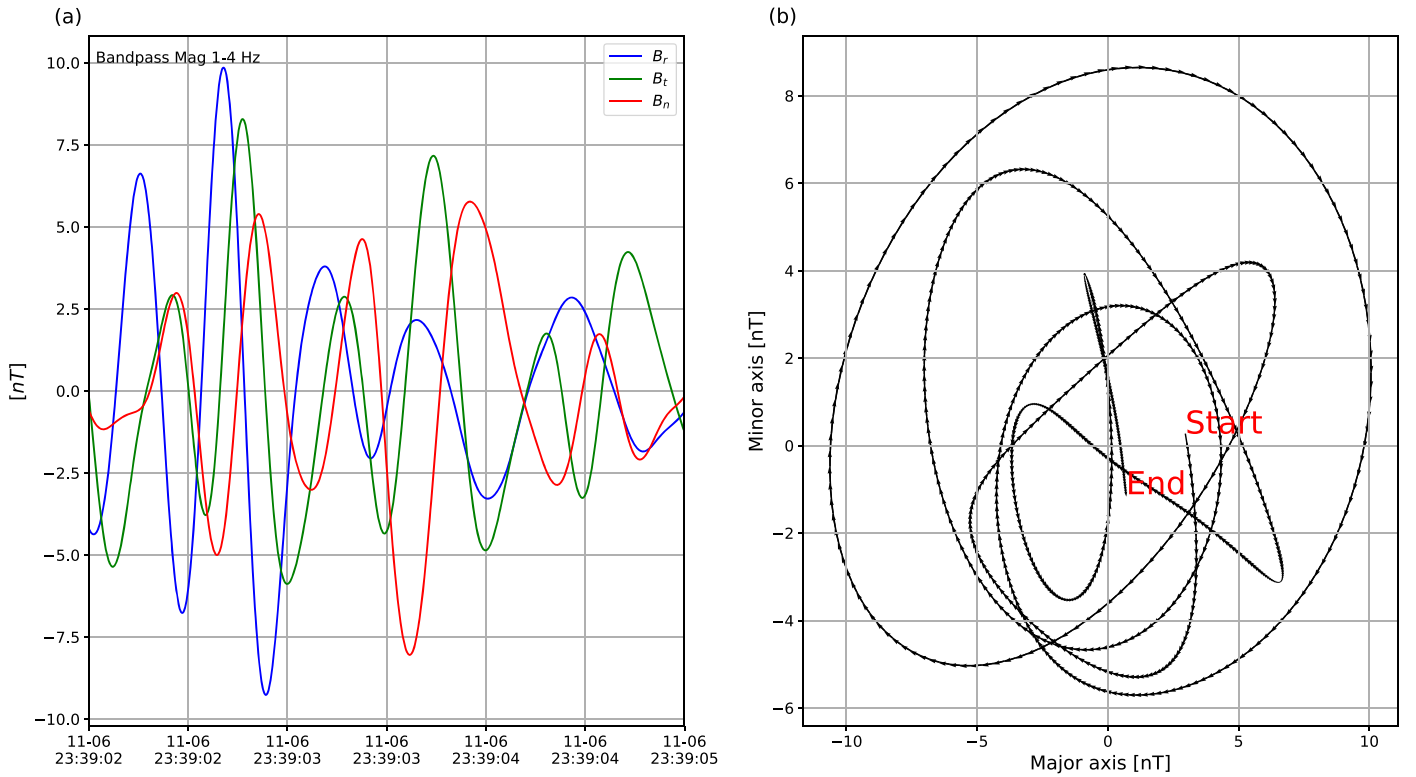 (a)
Bandpass Mag 1-4 Hz
B_r
B_t
B_n
10.0
7.5
5.0
2.5
0.0
−2.5
−5.0
−7.5
−10.0
[nT]
11-06 11-06 11-06 11-06 11-06 11-06 11-06
23:39:02 23:39:02 23:39:03 23:39:03 23:39:04 23:39:04 23:39:05
(b)
8
6
4
2
0
−2
−4
−6
Minor axis [nT]
Start
End
−10 −5 0 5 10
Major axis [nT]